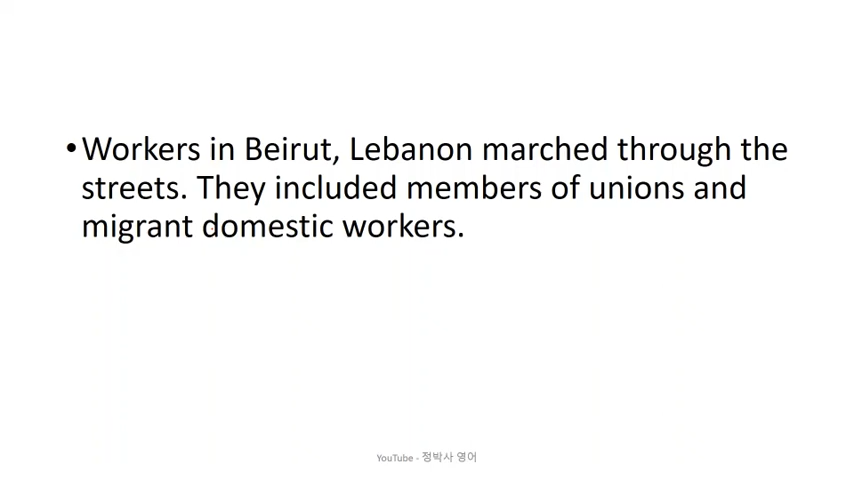 •Workers in Beirut, Lebanon marched through the
streets. They included members of unions and
migrant domestic workers.
YouTube - 정박사 영어